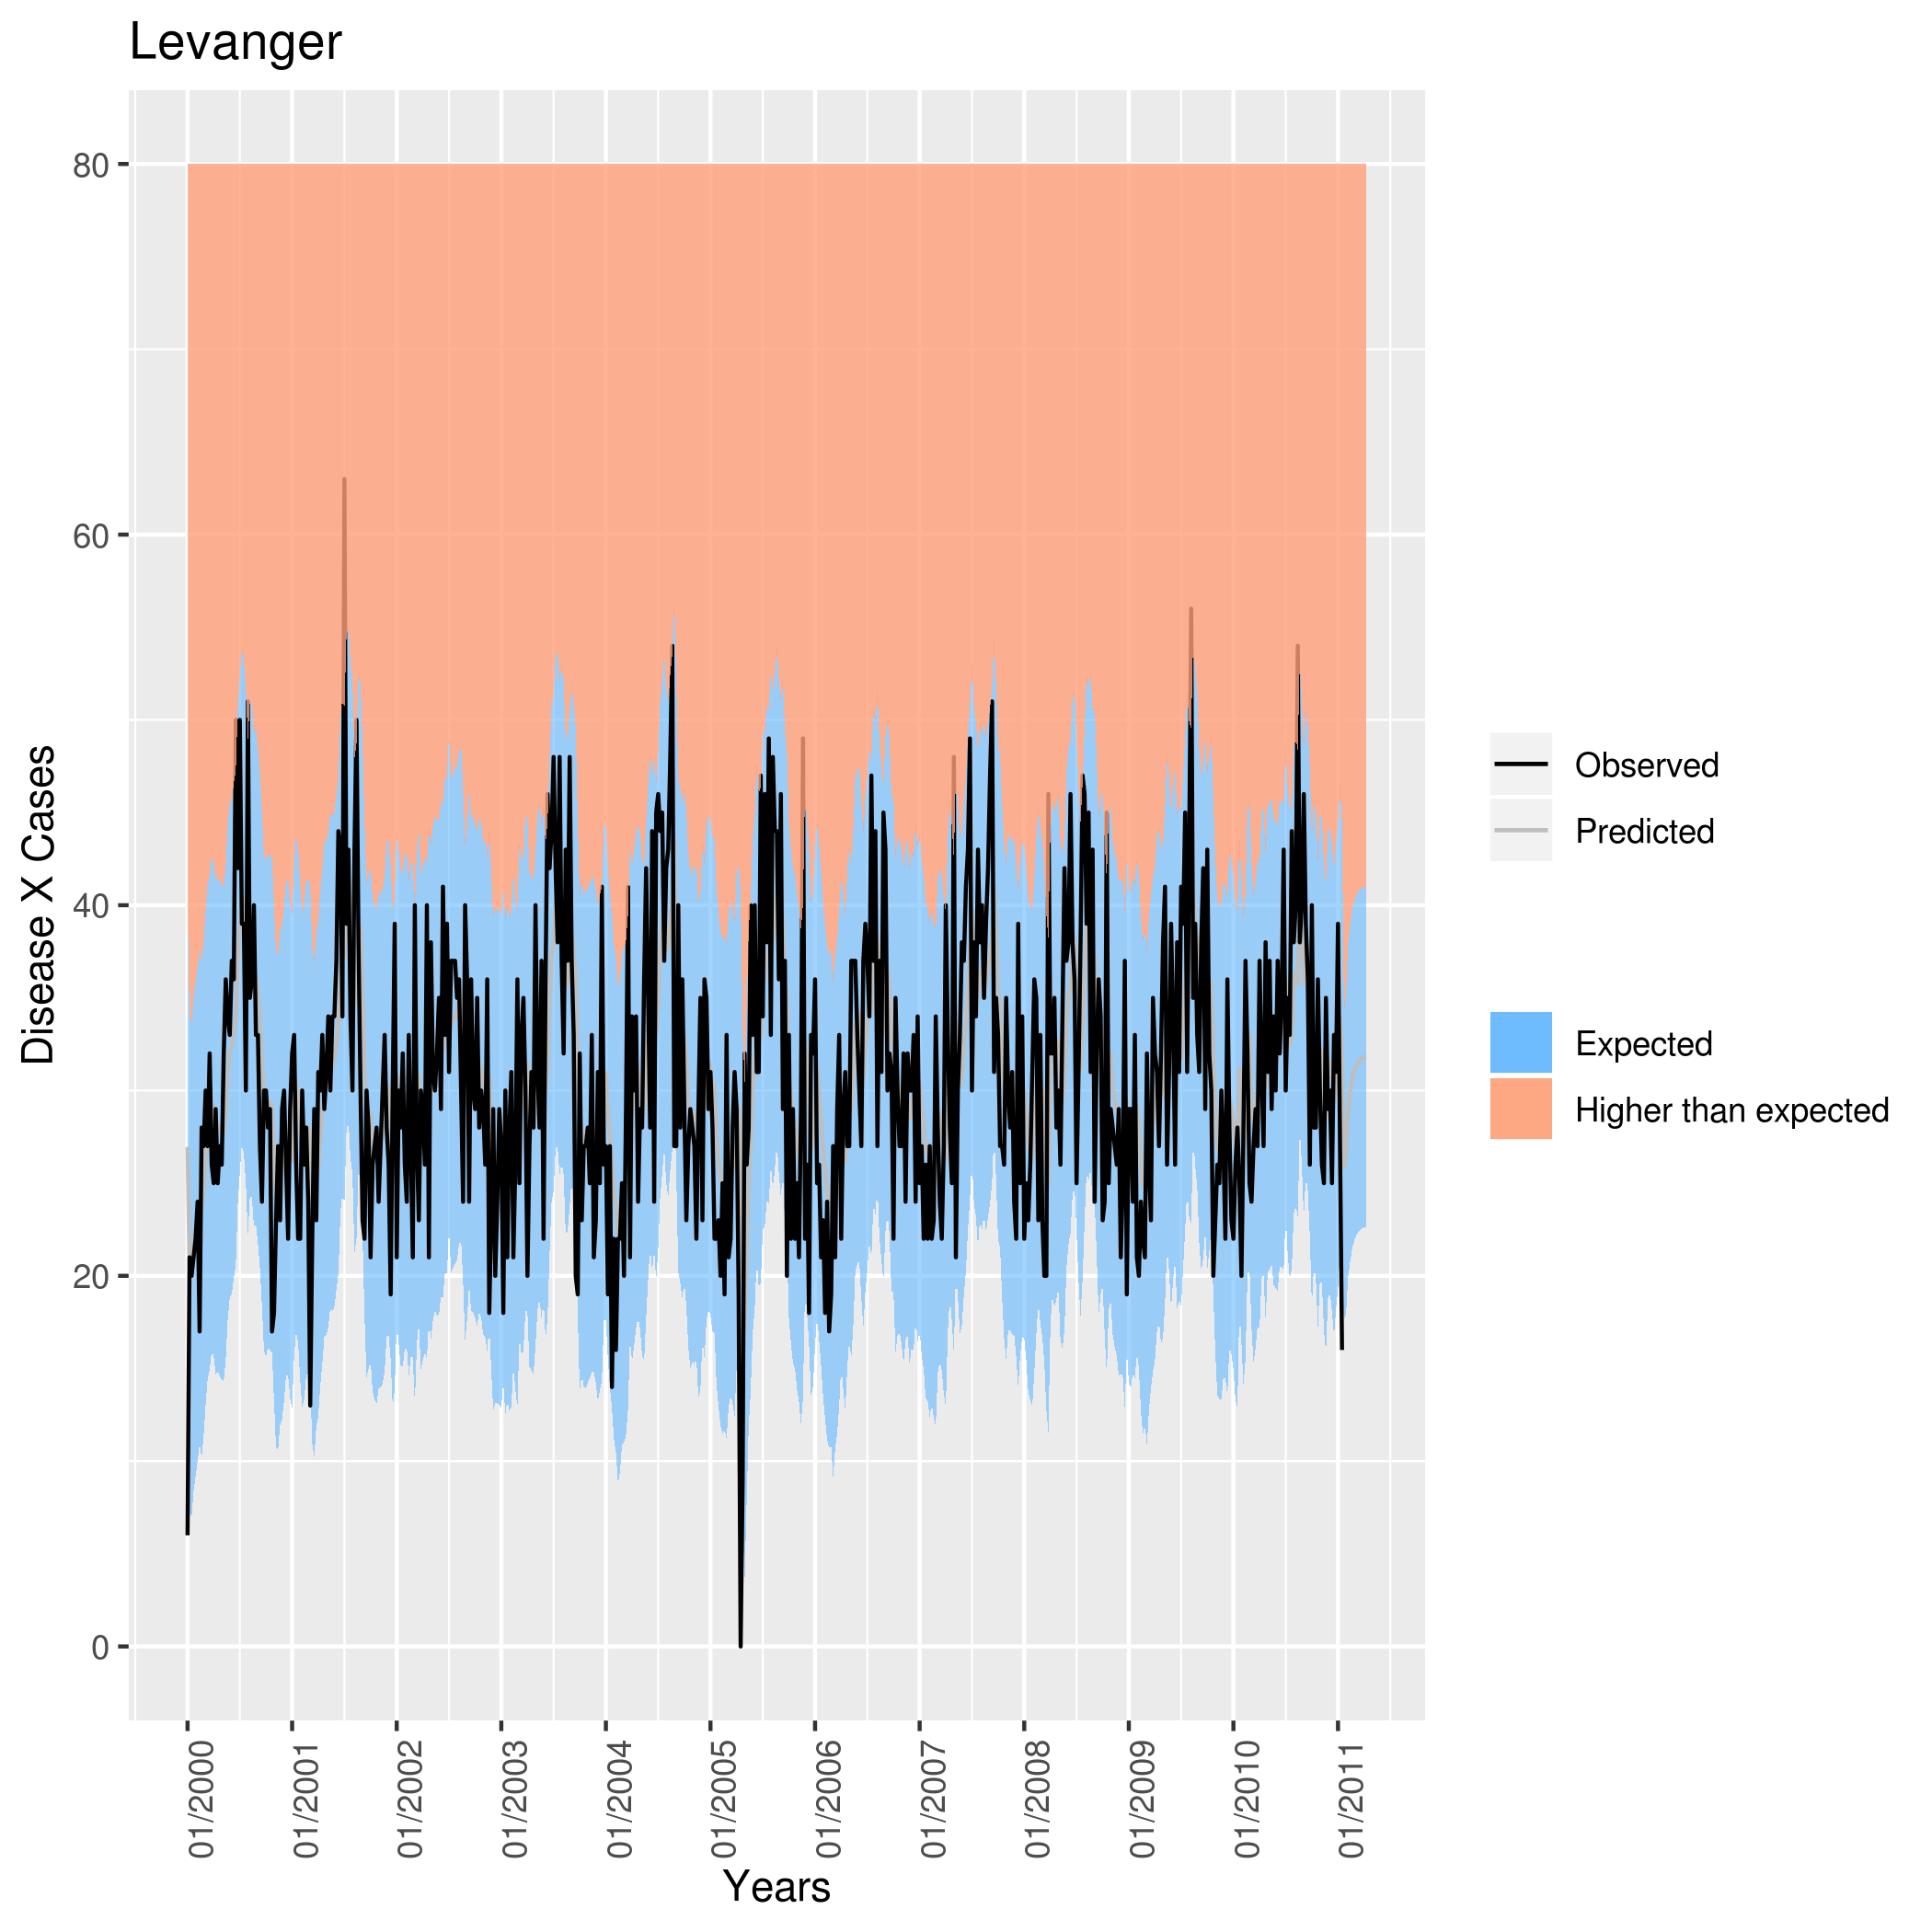 Levanger
80
60
40
20
0
Disease X Cases
01/2000
01/2001
01/2002
01/2003
01/2004
01/2005
01/2006
01/2007
01/2008
01/2009
01/2010
01/2011
Years
Observed
Predicted
Expected
Higher than expected